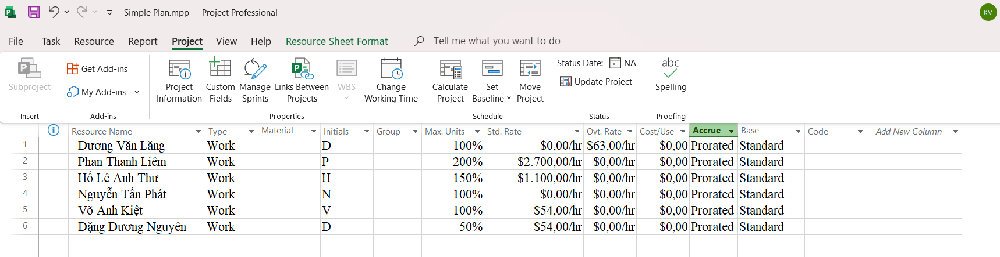 Simple Plan.mpp - Project Professional
KV
File Task Resource Report Project View Help Resource Sheet Format Tell me what you want to do
Subproject
Get Add-ins
My Add-ins
Project Information
Custom Fields
Manage Sprints
Links Between Projects
WBS
Change Working Time
Calculate Project
Set Baseline
Move Project
Status Date: NA
Update Project
abc
Spelling
Insert Add-ins Properties Schedule Status Proofing
Resource Name Type Material Initials Group Max. Units Std. Rate Ovt. Rate Cost/Use Accrue Base Code Add New Column
1 Dương Văn Lăng Work D 100% $0,00/hr $63,00/hr $0,00 Prorated Standard
2 Phan Thanh Liêm Work P 200% $2.700,00/hr $0,00/hr $0,00 Prorated Standard
3 Hồ Lê Anh Thư Work H 150% $1.100,00/hr $0,00/hr $0,00 Prorated Standard
4 Nguyễn Tấn Phát Work N 100% $0,00/hr $0,00/hr $0,00 Prorated Standard
5 Võ Anh Kiệt Work V 100% $54,00/hr $0,00/hr $0,00 Prorated Standard
6 Đặng Dương Nguyên Work Đ 50% $54,00/hr $0,00/hr $0,00 Prorated Standard